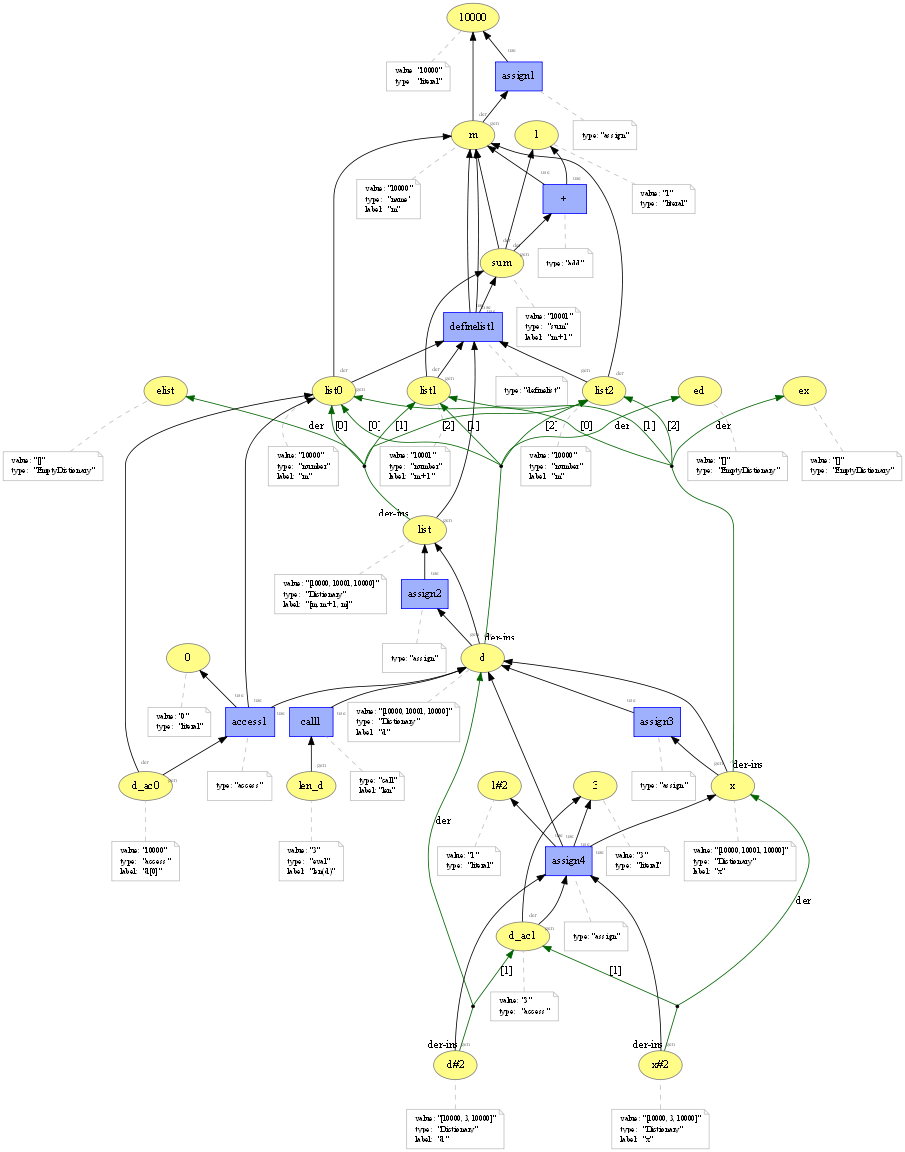 10000
use
assign1
value: "10000"
type: "literal"
der
gen
m
1
type: "assign"
use
use
value: "10000"
type: "name"
label: "m"
+
value: "1"
type: "literal"
der
gen
sum
type: "add"
value: "10001"
type: "sum"
label: "m+1"
definelist1
type: "definelist"
elist
list0
list1
list2
ed
ex
der
gen
der
gen
gen
der
der
[0]
[0]
[1]
[2]
[1]
[2]
[0]
der
[1]
[2]
der
value: "[]"
type: "EmptyDictionary"
value: "10000"
type: "number"
label: "m"
value: "10001"
type: "number"
label: "m+1"
value: "10000"
type: "number"
label: "m"
value: "[]"
type: "EmptyDictionary"
value: "[]"
type: "EmptyDictionary"
der-ins
gen
list
use
value: "[10000, 10001, 10000]"
type: "Dictionary"
label: "[m, m+1, m]"
assign2
gen
der-ins
0
type: "assign"
d
value: "0"
type: "literal"
use
use
use
access1
call1
use
value: "[10000, 10001, 10000]"
type: "Dictionary"
label: "d"
use
assign3
der
gen
d_ac0
type: "access"
gen
len_d
type: "call"
label: "len"
1#2
3
type: "assign"
gen
der-ins
x
der
value: "10000"
type: "access"
label: "d[0]"
value: "3"
type: "eval"
label: "len(d)"
value: "1"
type: "literal"
use
use
use
use
assign4
value: "3"
type: "literal"
value: "[10000, 10001, 10000]"
type: "Dictionary"
label: "x"
der
der
gen
d_ac1
type: "assign"
[1]
[1]
value: "3"
type: "access"
der-ins
gen
d#2
der-ins
gen
x#2
value: "[10000, 3, 10000]"
type: "Dictionary"
label: "d"
value: "[10000, 3, 10000]"
type: "Dictionary"
label: "x"